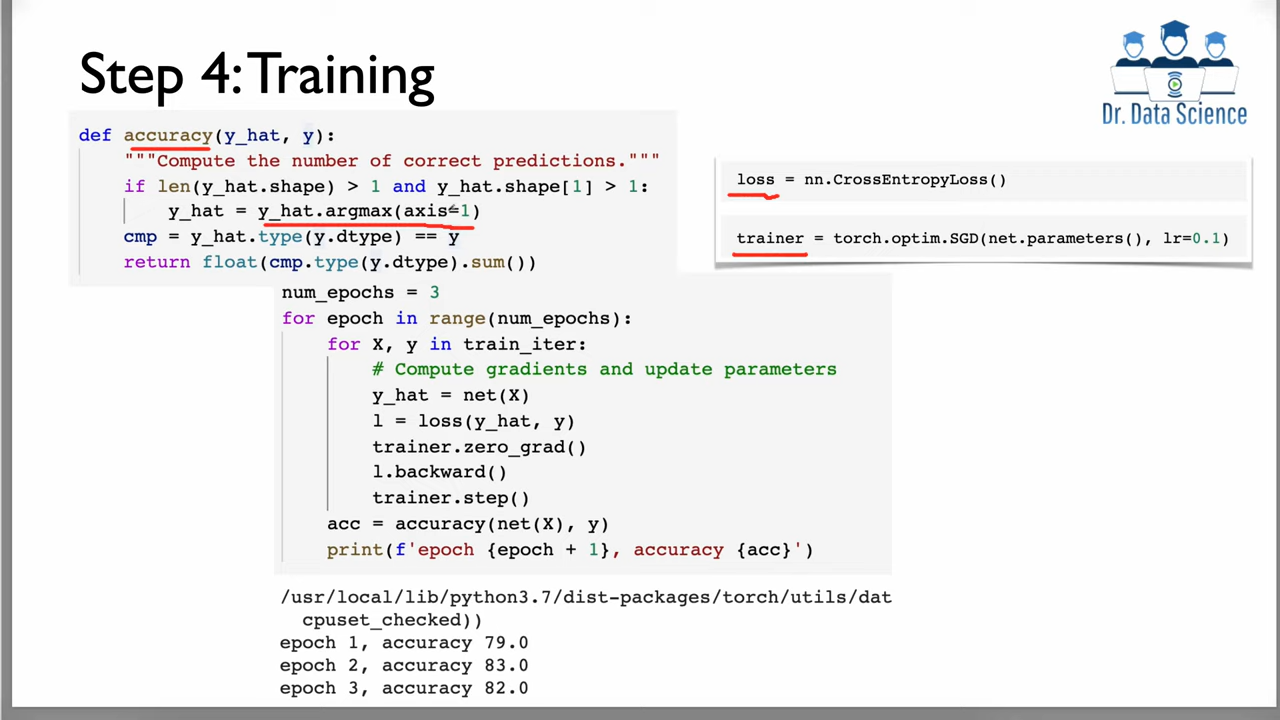 Step 4: Training
Dr. Data Science
def accuracy(y_hat, y):
"""Compute the number of correct predictions."""
if len(y_hat.shape) > 1 and y_hat.shape[1] > 1:
y_hat = y_hat.argmax(axis=1)
cmp = y_hat.type(y.dtype) == y
return float(cmp.type(y.dtype).sum())
loss = nn.CrossEntropyLoss()
trainer = torch.optim.SGD(net.parameters(), lr=0.1)
num_epochs = 3
for epoch in range(num_epochs):
for X, y in train_iter:
# Compute gradients and update parameters
y_hat = net(X)
l = loss(y_hat, y)
trainer.zero_grad()
l.backward()
trainer.step()
acc = accuracy(net(X), y)
print(f'epoch {epoch + 1}, accuracy {acc}')
/usr/local/lib/python3.7/dist-packages/torch/utils/dat
cpuset_checked))
epoch 1, accuracy 79.0
epoch 2, accuracy 83.0
epoch 3, accuracy 82.0